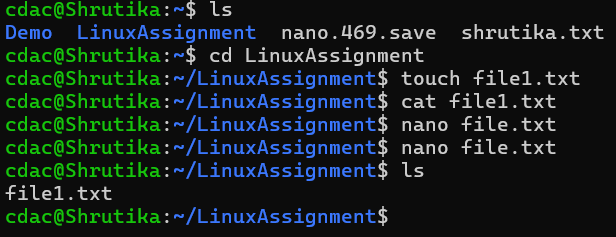 cdac@Shrutika:~$ ls
Demo  LinuxAssignment  nano.469.save  shrutika.txt
cdac@Shrutika:~$ cd LinuxAssignment
cdac@Shrutika:~/LinuxAssignment$ touch file1.txt
cdac@Shrutika:~/LinuxAssignment$ cat file1.txt
cdac@Shrutika:~/LinuxAssignment$ nano file.txt
cdac@Shrutika:~/LinuxAssignment$ nano file.txt
cdac@Shrutika:~/LinuxAssignment$ ls
file1.txt
cdac@Shrutika:~/LinuxAssignment$